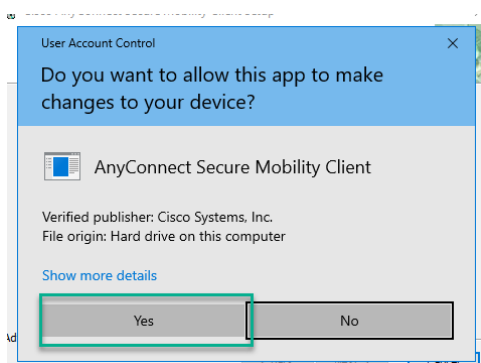 User Account Control
Do you want to allow this app to make
changes to your device?
AnyConnect Secure Mobility Client
Verified publisher: Cisco Systems, Inc.
File origin: Hard drive on this computer
Show more details
Yes
No
Ad